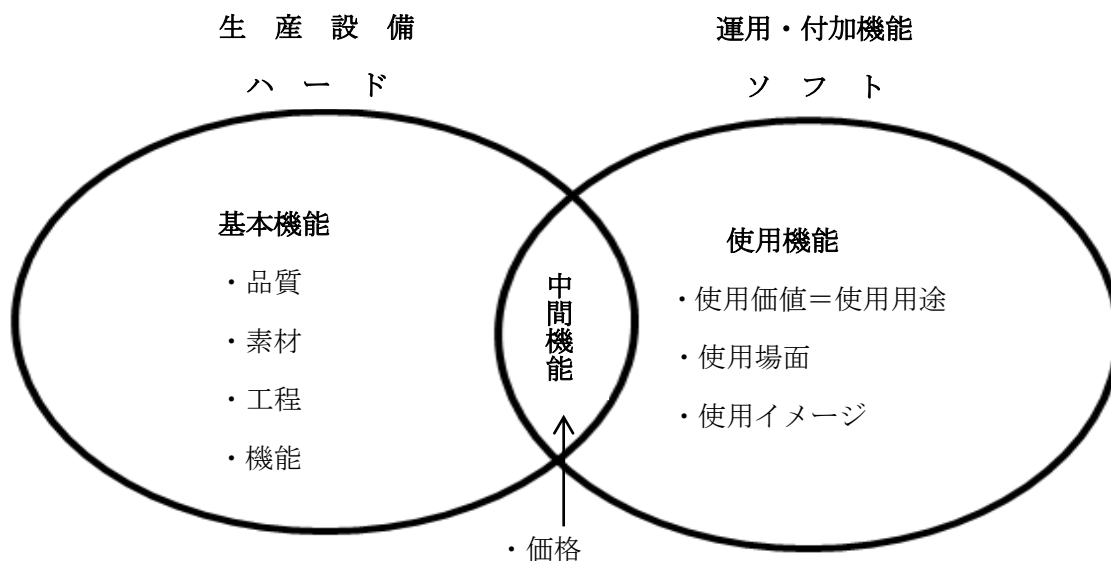 生 産 設 備
ハ ー ド
運用・付加機能
ソ フ ト
基本機能
・品質
・素材
・工程
・機能
中間機能
・価格
使用機能
・使用価値＝使用用途
・使用場面
・使用イメージ